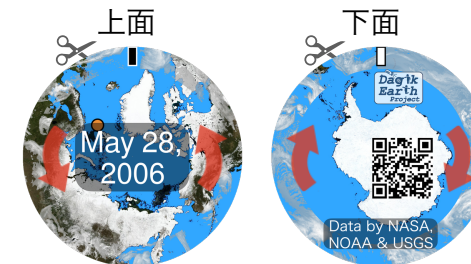 上面
下面
May 28,
2006
Dagik
Earth
Project
Data by NASA,
NOAA & USGS